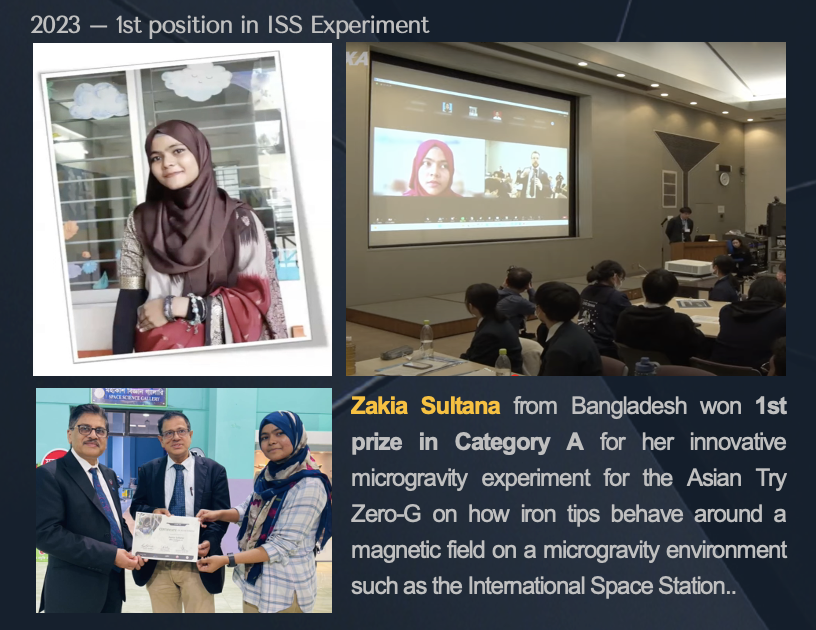 2023 — 1st position in ISS Experiment
XA
মহাকাশ বিজ্ঞান গ্যালারি
SPACE SCIENCE GALLERY
Zakia Sultana from Bangladesh won 1st
prize in Category A for her innovative
microgravity experiment for the Asian Try
Zero-G on how iron tips behave around a
magnetic field on a microgravity environment
such as the International Space Station..